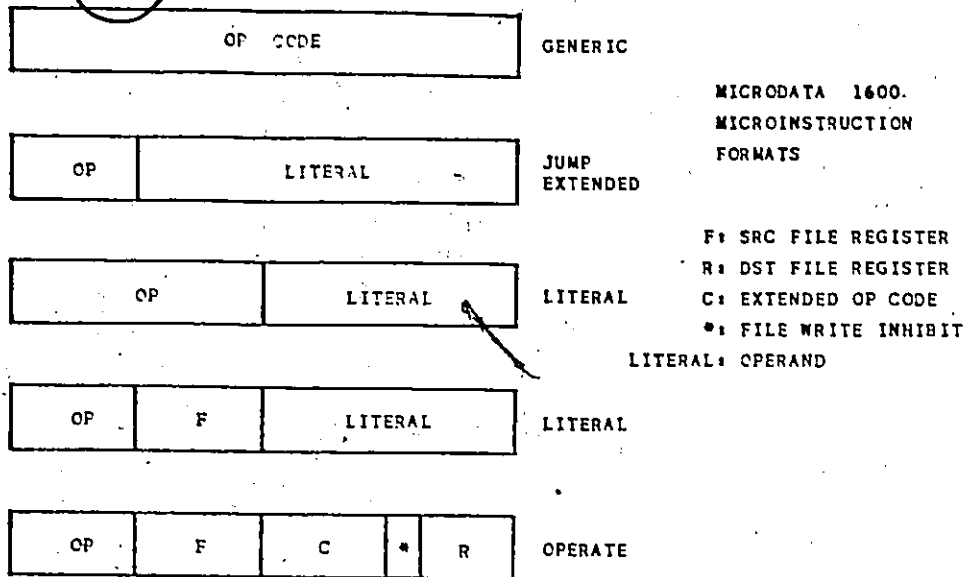 OP CODE
GENERIC
MICRODATA 1600.
MICROINSTRUCTION
FORMATS
OP LITERAL
JUMP
EXTENDED
F: SRC FILE REGISTER
R: DST FILE REGISTER
C: EXTENDED OP CODE
*: FILE WRITE INHIBIT
LITERAL: OPERAND
OP LITERAL
LITERAL
OP F LITERAL
LITERAL
OP F C * R
OPERATE